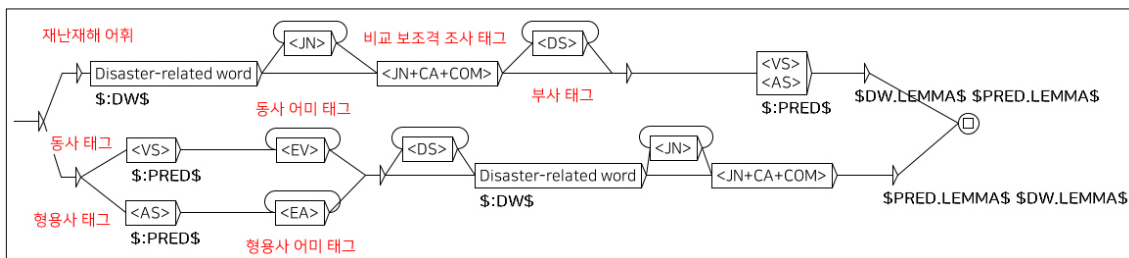 재난재해 어휘
<JN>
비교 보조격 조사 태그
<DS>
Disaster-related word
<JN+CA+COM>
<VS>
<AS>
$:DW$
동사 어미 태그
부사 태그
$:PRED$
$DW.LEMMA$ $PRED.LEMMA$
동사 태그
<VS>
<EV>
<DS>
<JN>
$:PRED$
Disaster-related word
<JN+CA+COM>
$:DW$
$PRED.LEMMA$ $DW.LEMMA$
<AS>
<EA>
형용사 태그
$:PRED$
형용사 어미 태그